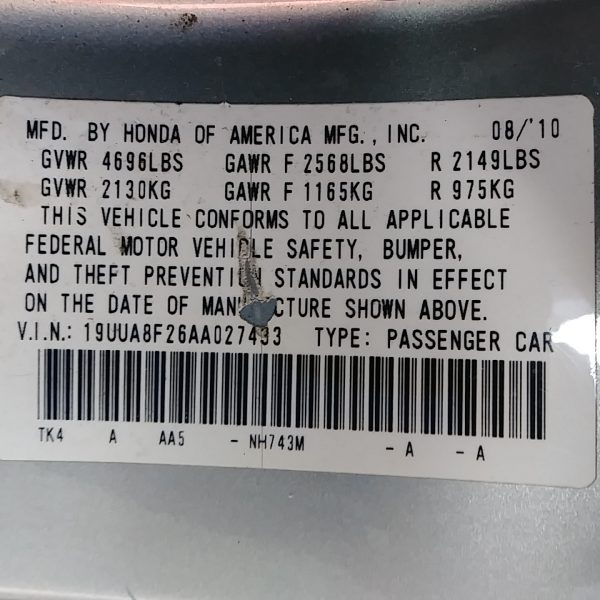 MFD. BY HONDA OF AMERICA MFG., INC. 08/'10
GVWR 4696LBS GAWR F 2568LBS R 2149LBS
GVWR 2130KG GAWR F 1165KG R 975KG
THIS VEHICLE CONFORMS TO ALL APPLICABLE
FEDERAL MOTOR VEHICLE SAFETY, BUMPER,
AND THEFT PREVENTION STANDARDS IN EFFECT
ON THE DATE OF MANUFACTURE SHOWN ABOVE.
V.I.N.: 19UUA8F26AA027433 TYPE: PASSENGER CAR
TK4 A AA5 - NH743M - A - A